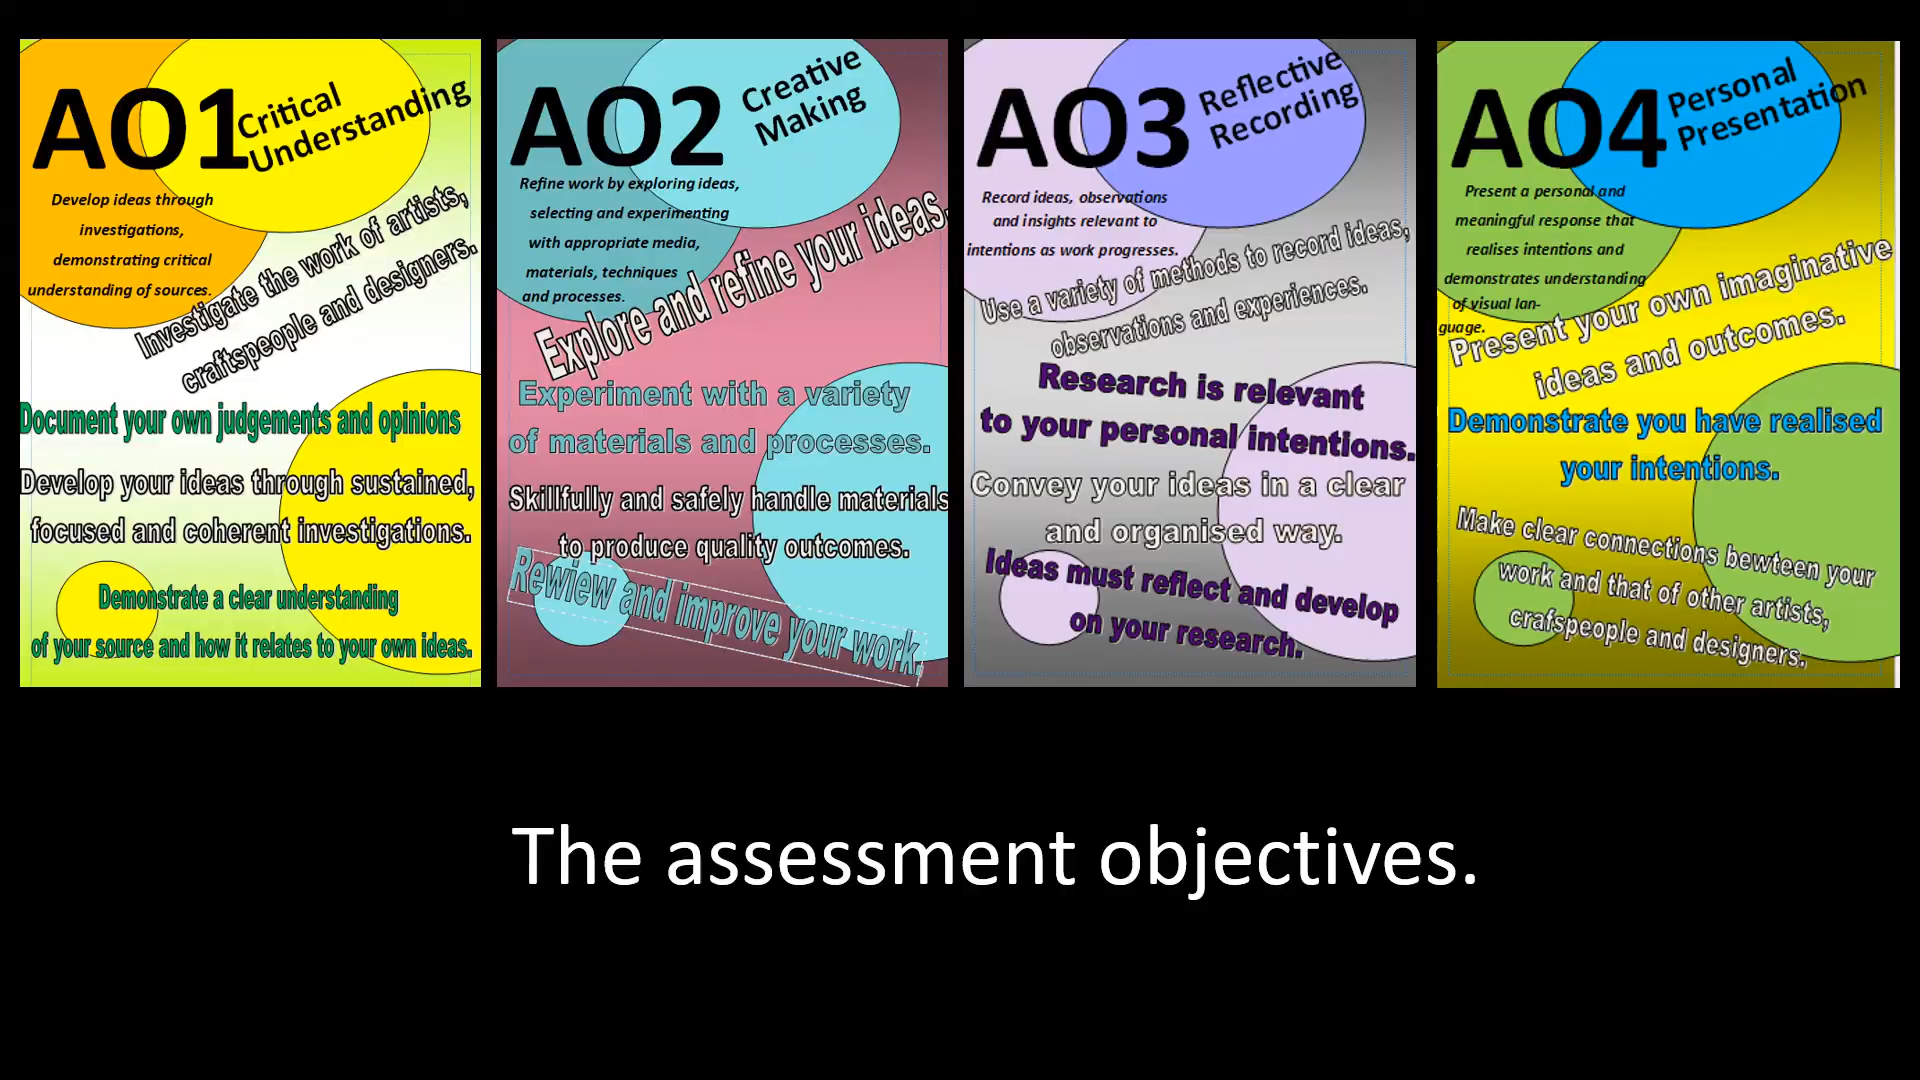 AO1
Critical
Understanding
Develop ideas through
investigations,
demonstrating critical
understanding of sources.
Investigate the work of artists,
craftspeople and designers.
Document your own judgements and opinions
Develop your ideas through sustained,
focused and coherent investigations.
Demonstrate a clear understanding
of your source and how it relates to your own ideas.
AO2
Creative
Making
Refine work by exploring ideas,
selecting and experimenting
with appropriate media,
materials, techniques
and processes.
Explore and refine your ideas.
Experiment with a variety
of materials and processes.
Skillfully and safely handle materials
to produce quality outcomes.
Rewiew and improve your work.
AO3
Reflective
Recording
Record ideas, observations
and insights relevant to
intentions as work progresses.
Use a variety of methods to record ideas,
observations and experiences.
Research is relevant
to your personal intentions.
Convey your ideas in a clear
and organised way.
Ideas must reflect and develop
on your research.
AO4
Personal
Presentation
Present a personal and
meaningful response that
realises intentions and
demonstrates understanding
of visual lan-
guage.
Present your own imaginative
ideas and outcomes.
Demonstrate you have realised
your intentions.
Make clear connections bewteen your
work and that of other artists,
crafspeople and designers.
The assessment objectives.